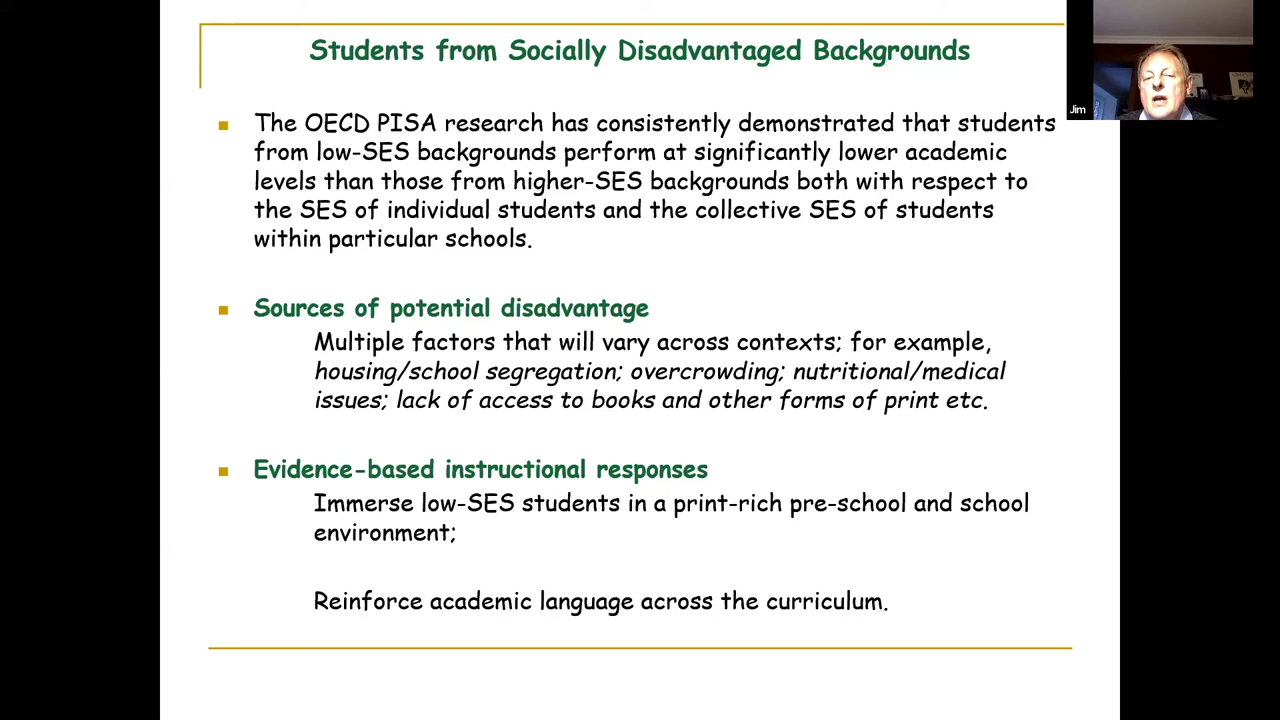 Students from Socially Disadvantaged Backgrounds
Jim
The OECD PISA research has consistently demonstrated that students
from low-SES backgrounds perform at significantly lower academic
levels than those from higher-SES backgrounds both with respect to
the SES of individual students and the collective SES of students
within particular schools.
Sources of potential disadvantage
Multiple factors that will vary across contexts; for example,
housing/school segregation; overcrowding; nutritional/medical
issues; lack of access to books and other forms of print etc.
Evidence-based instructional responses
Immerse low-SES students in a print-rich pre-school and school
environment;
Reinforce academic language across the curriculum.